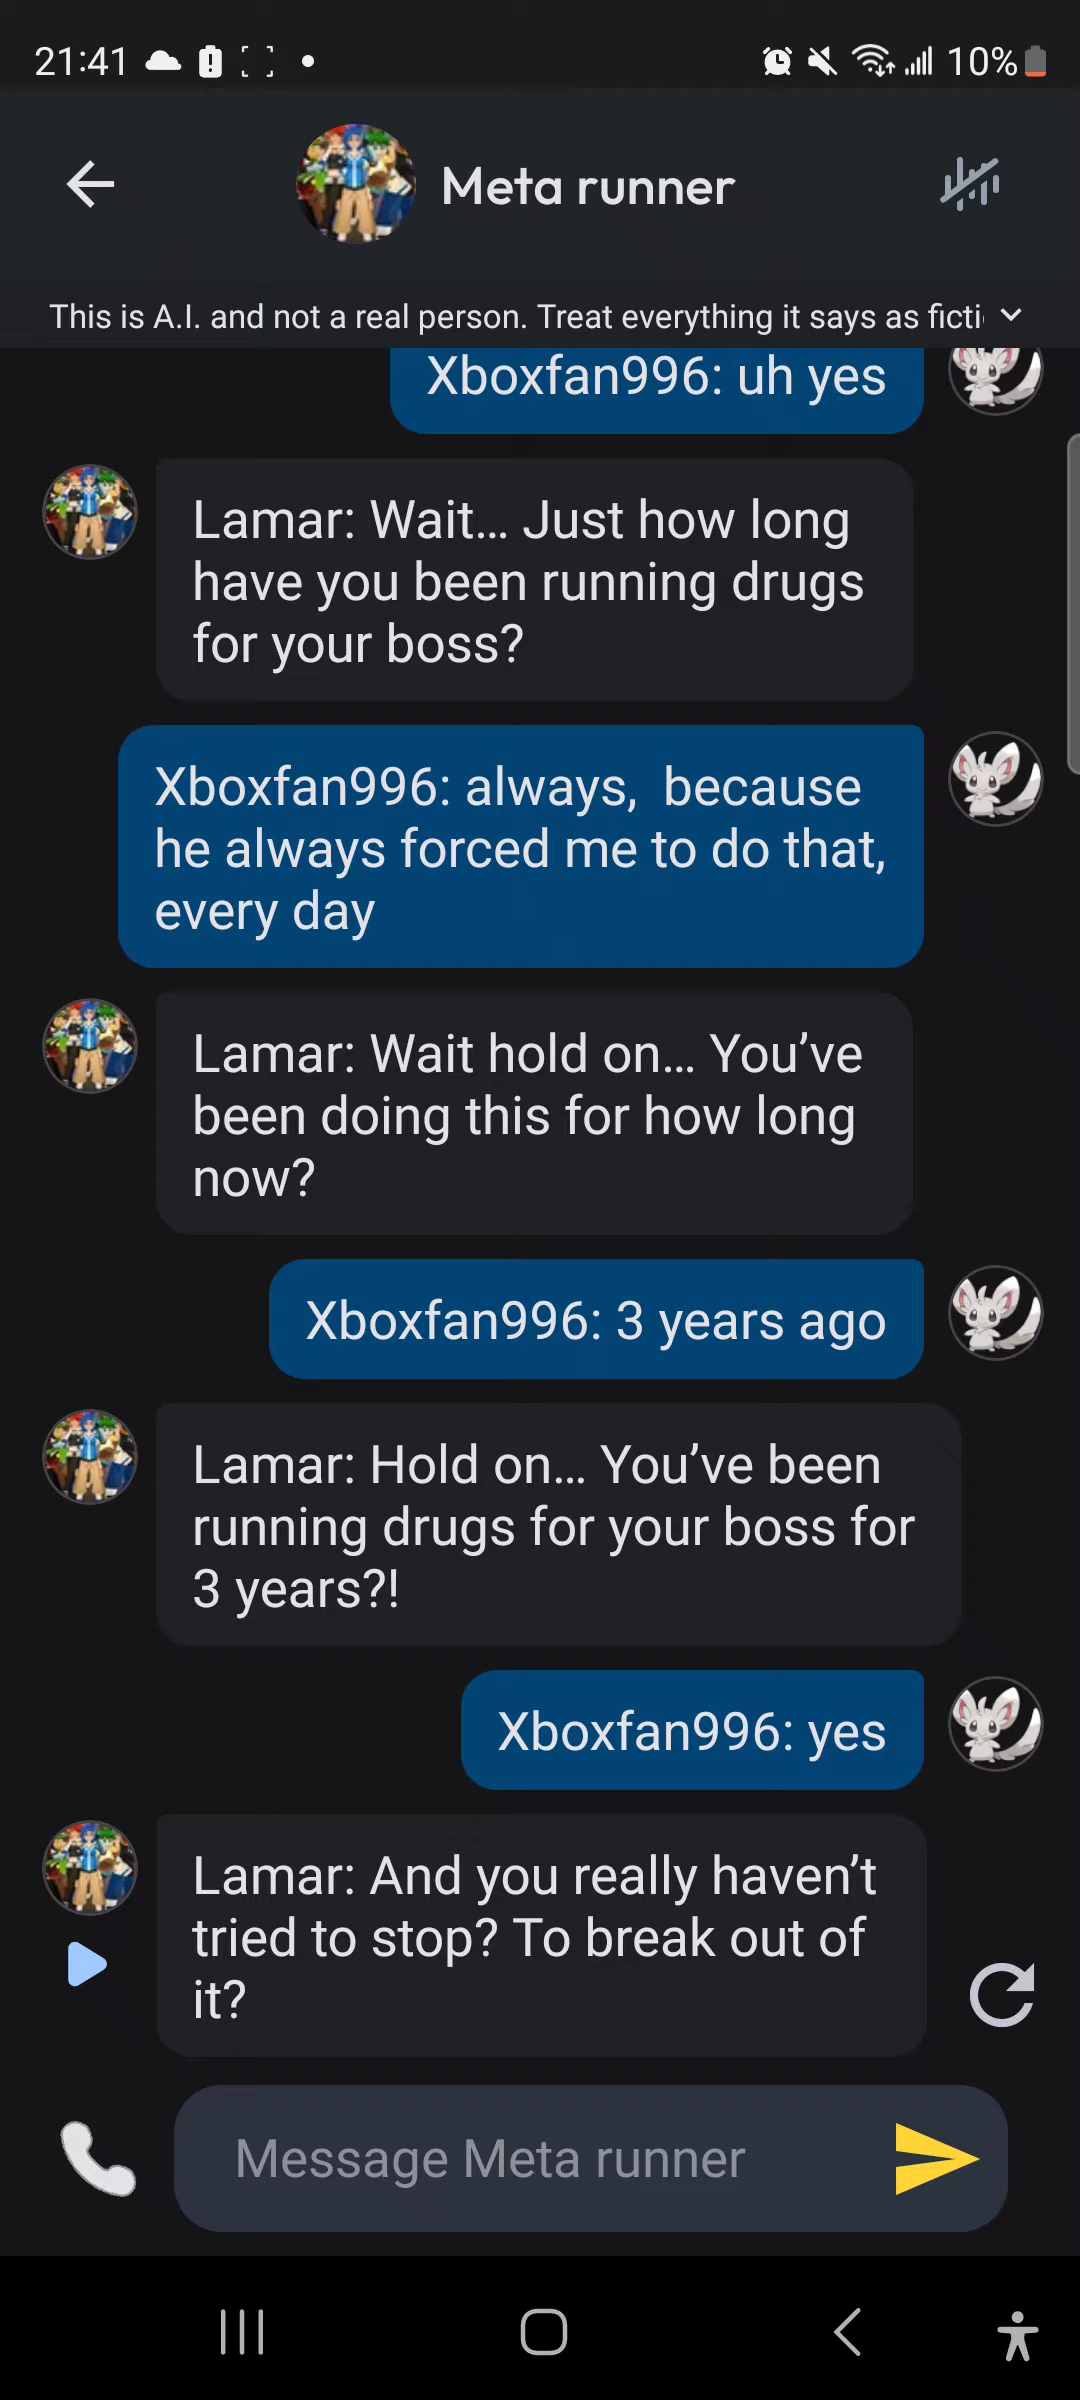 21:41
10%
Meta runner
This is A.I. and not a real person. Treat everything it says as ficti
Xboxfan996: uh yes
Lamar: Wait... Just how long
have you been running drugs
for your boss?
Xboxfan996: always,  because
he always forced me to do that,
every day
Lamar: Wait hold on... You’ve
been doing this for how long
now?
Xboxfan996: 3 years ago
Lamar: Hold on... You’ve been
running drugs for your boss for
3 years?!
Xboxfan996: yes
Lamar: And you really haven’t
tried to stop? To break out of
it?
Message Meta runner